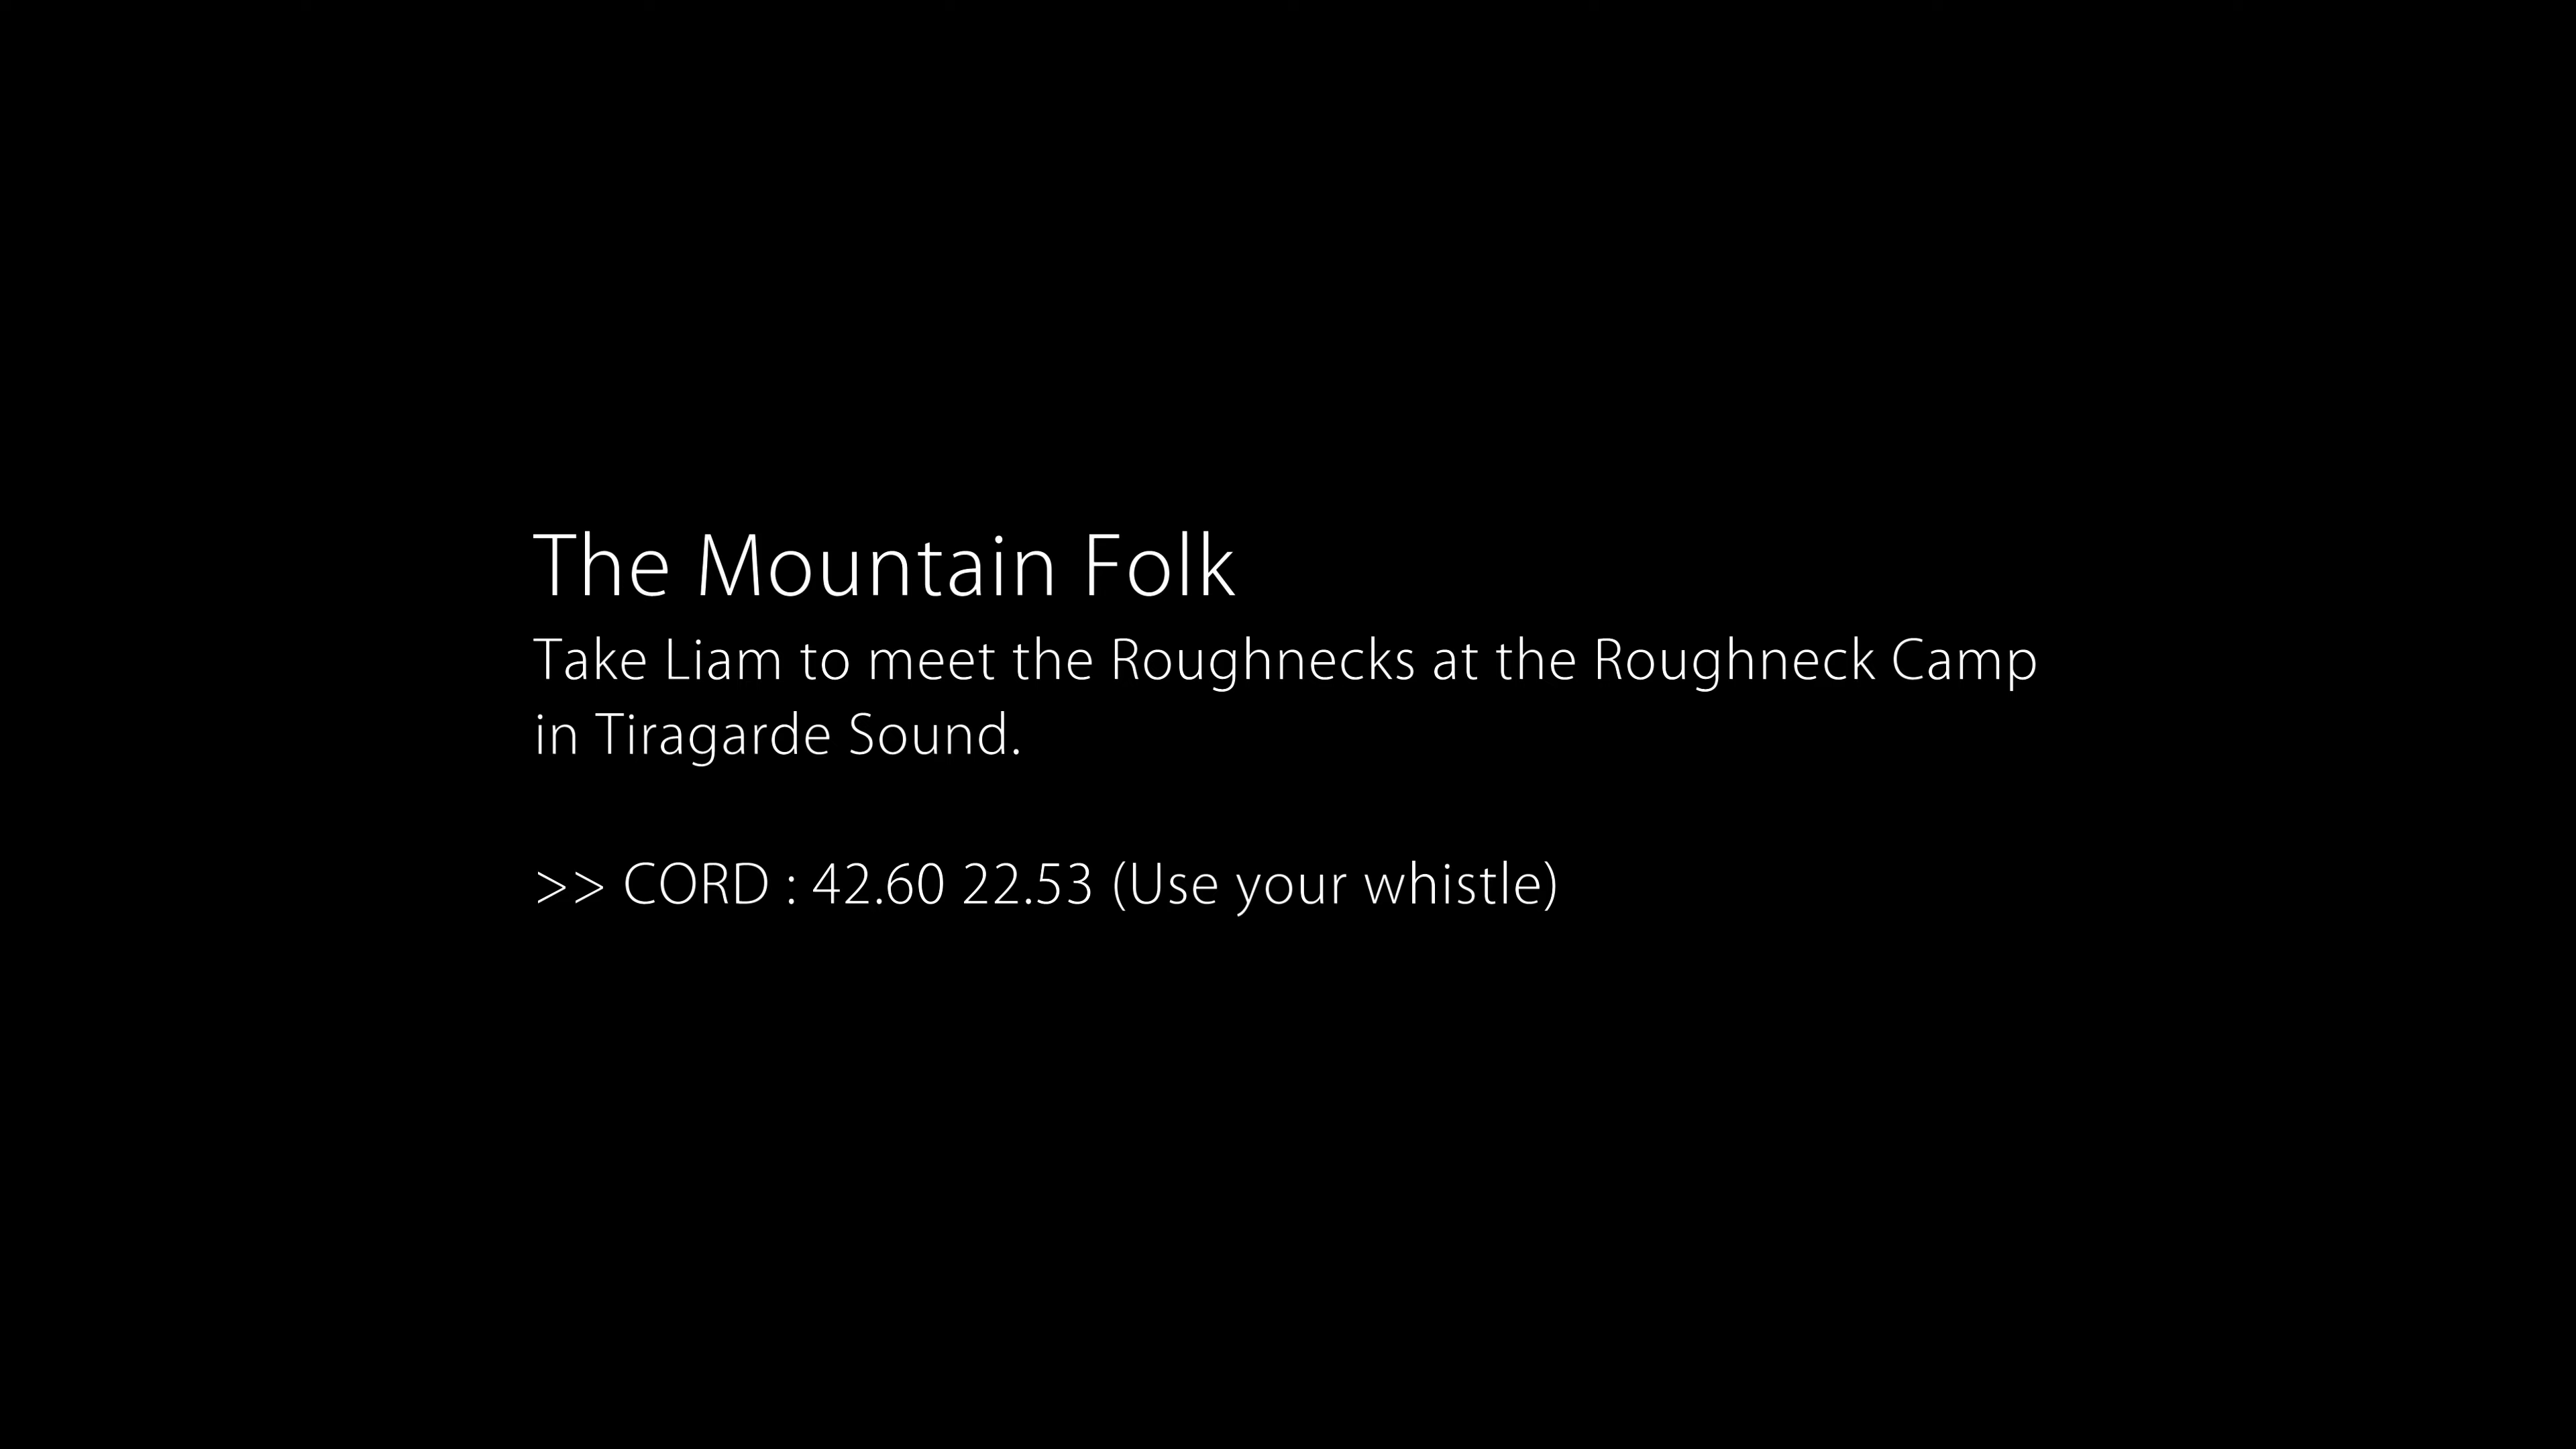 The Mountain Folk
Take Liam to meet the Roughnecks at the Roughneck Camp
in Tiragarde Sound.
>> CORD : 42.60 22.53 (Use your whistle)